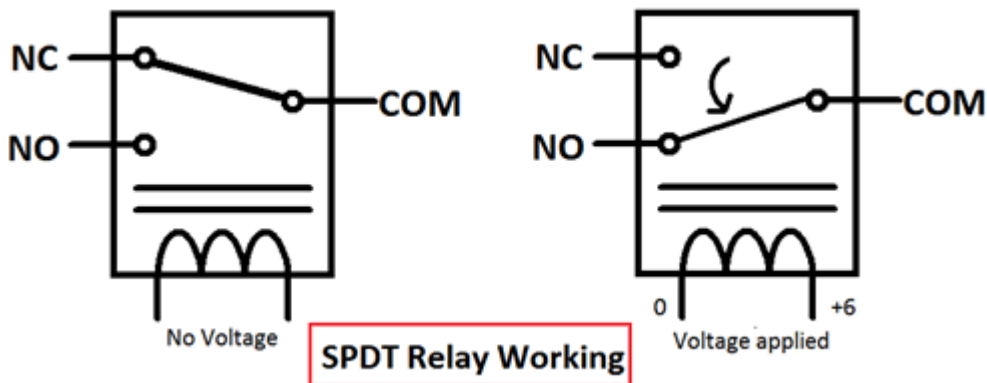 NC
COM
NO
No Voltage
NC
COM
NO
0
+6
Voltage applied
SPDT Relay Working